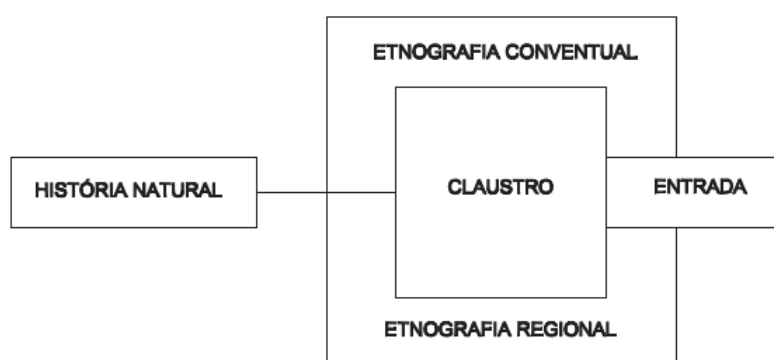 ETNOGRAFIA CONVENTUAL
HISTÓRIA NATURAL
CLAUSTRO
ENTRADA
ETNOGRAFIA REGIONAL